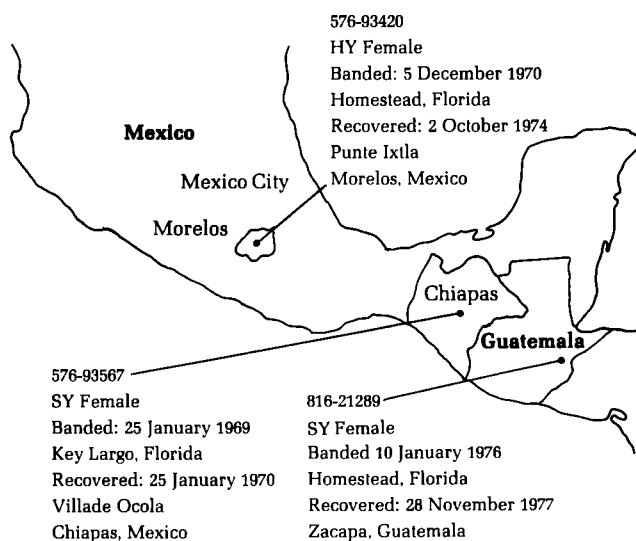 576-93420
HY Female
Banded: 5 December 1970
Homestead, Florida
Recovered: 2 October 1974
Punte Ixtla
Morelos, Mexico
Mexico
Mexico City
Morelos
Chiapas
Guatemala
576-93567
SY Female
Banded: 25 January 1969
Key Largo, Florida
Recovered: 25 January 1970
Villade Ocola
Chiapas, Mexico
816-21289
SY Female
Banded 10 January 1976
Homestead, Florida
Recovered: 28 November 1977
Zacapa, Guatemala